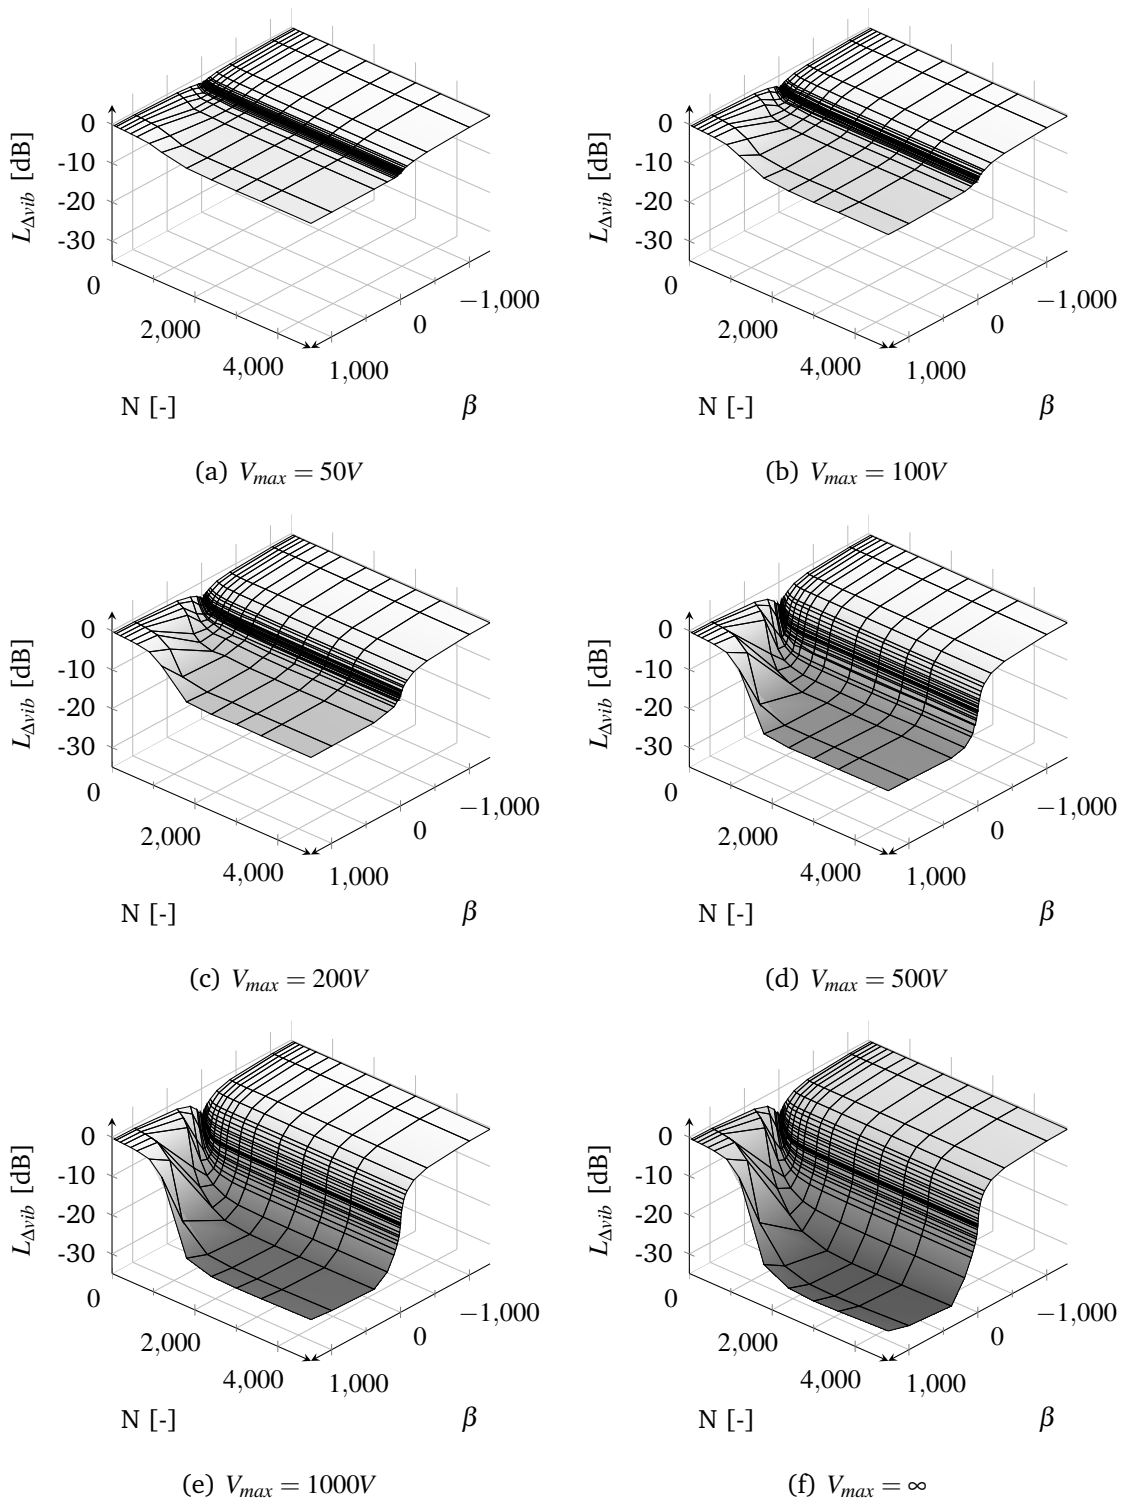 0
-10
-20
-30
L_{Δvib} [dB]
0
2,000
4,000
N [-]
−1,000
0
1,000
β
(a) V_{max} = 50V
0
-10
-20
-30
L_{Δvib} [dB]
0
2,000
4,000
N [-]
−1,000
0
1,000
β
(b) V_{max} = 100V
0
-10
-20
-30
L_{Δvib} [dB]
0
2,000
4,000
N [-]
−1,000
0
1,000
β
(c) V_{max} = 200V
0
-10
-20
-30
L_{Δvib} [dB]
0
2,000
4,000
N [-]
−1,000
0
1,000
β
(d) V_{max} = 500V
0
-10
-20
-30
L_{Δvib} [dB]
0
2,000
4,000
N [-]
−1,000
0
1,000
β
(e) V_{max} = 1000V
0
-10
-20
-30
L_{Δvib} [dB]
0
2,000
4,000
N [-]
−1,000
0
1,000
β
(f) V_{max} = ∞